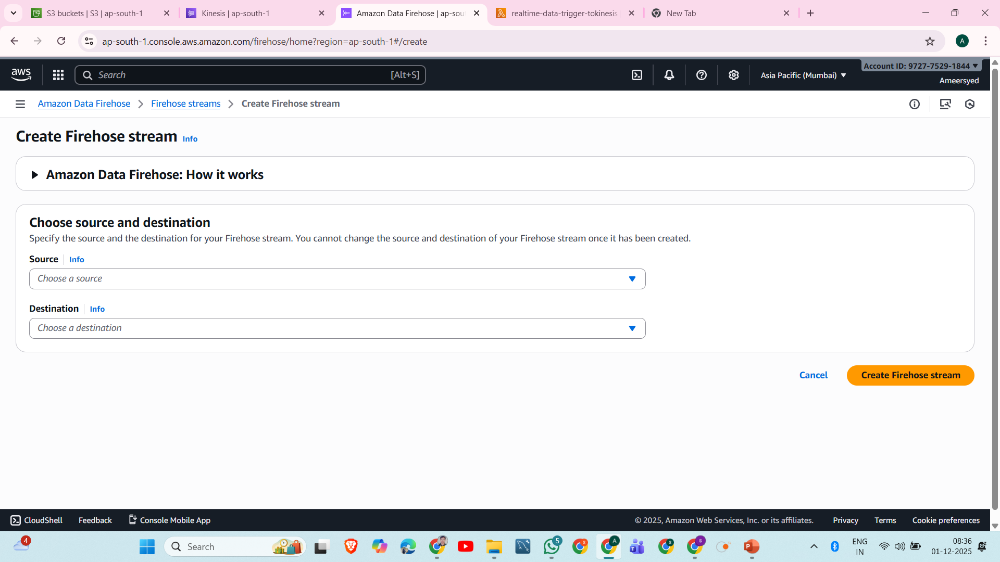 S3 buckets | S3 | ap-south-1
Kinesis | ap-south-1
Amazon Data Firehose | ap-sou
realtime-data-trigger-tokinesis
New Tab
ap-south-1.console.aws.amazon.com/firehose/home?region=ap-south-1#/create
A
aws
Search
[Alt+S]
Asia Pacific (Mumbai)
Account ID: 9727-7529-1844
Ameersyed
Amazon Data Firehose
Firehose streams
Create Firehose stream
Create Firehose stream Info
Amazon Data Firehose: How it works
Choose source and destination
Specify the source and the destination for your Firehose stream. You cannot change the source and destination of your Firehose stream once it has been created.
Source Info
Choose a source
Destination Info
Choose a destination
Cancel
Create Firehose stream
CloudShell
Feedback
Console Mobile App
© 2025, Amazon Web Services, Inc. or its affiliates.
Privacy
Terms
Cookie preferences
4
Search
5
S
A
T
S
S
P
ENG
IN
08:36
01-12-2025